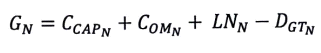 G_N = C_{CAP_N} + C_{OM_N} + LN_N - D_{GT_N}